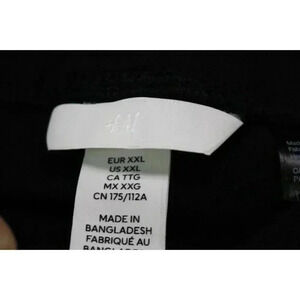 H&M
EUR XXL
US XXL
CA TTG
MX XXG
CN 175/112A
MADE IN
BANGLADESH
FABRIQUÉ AU